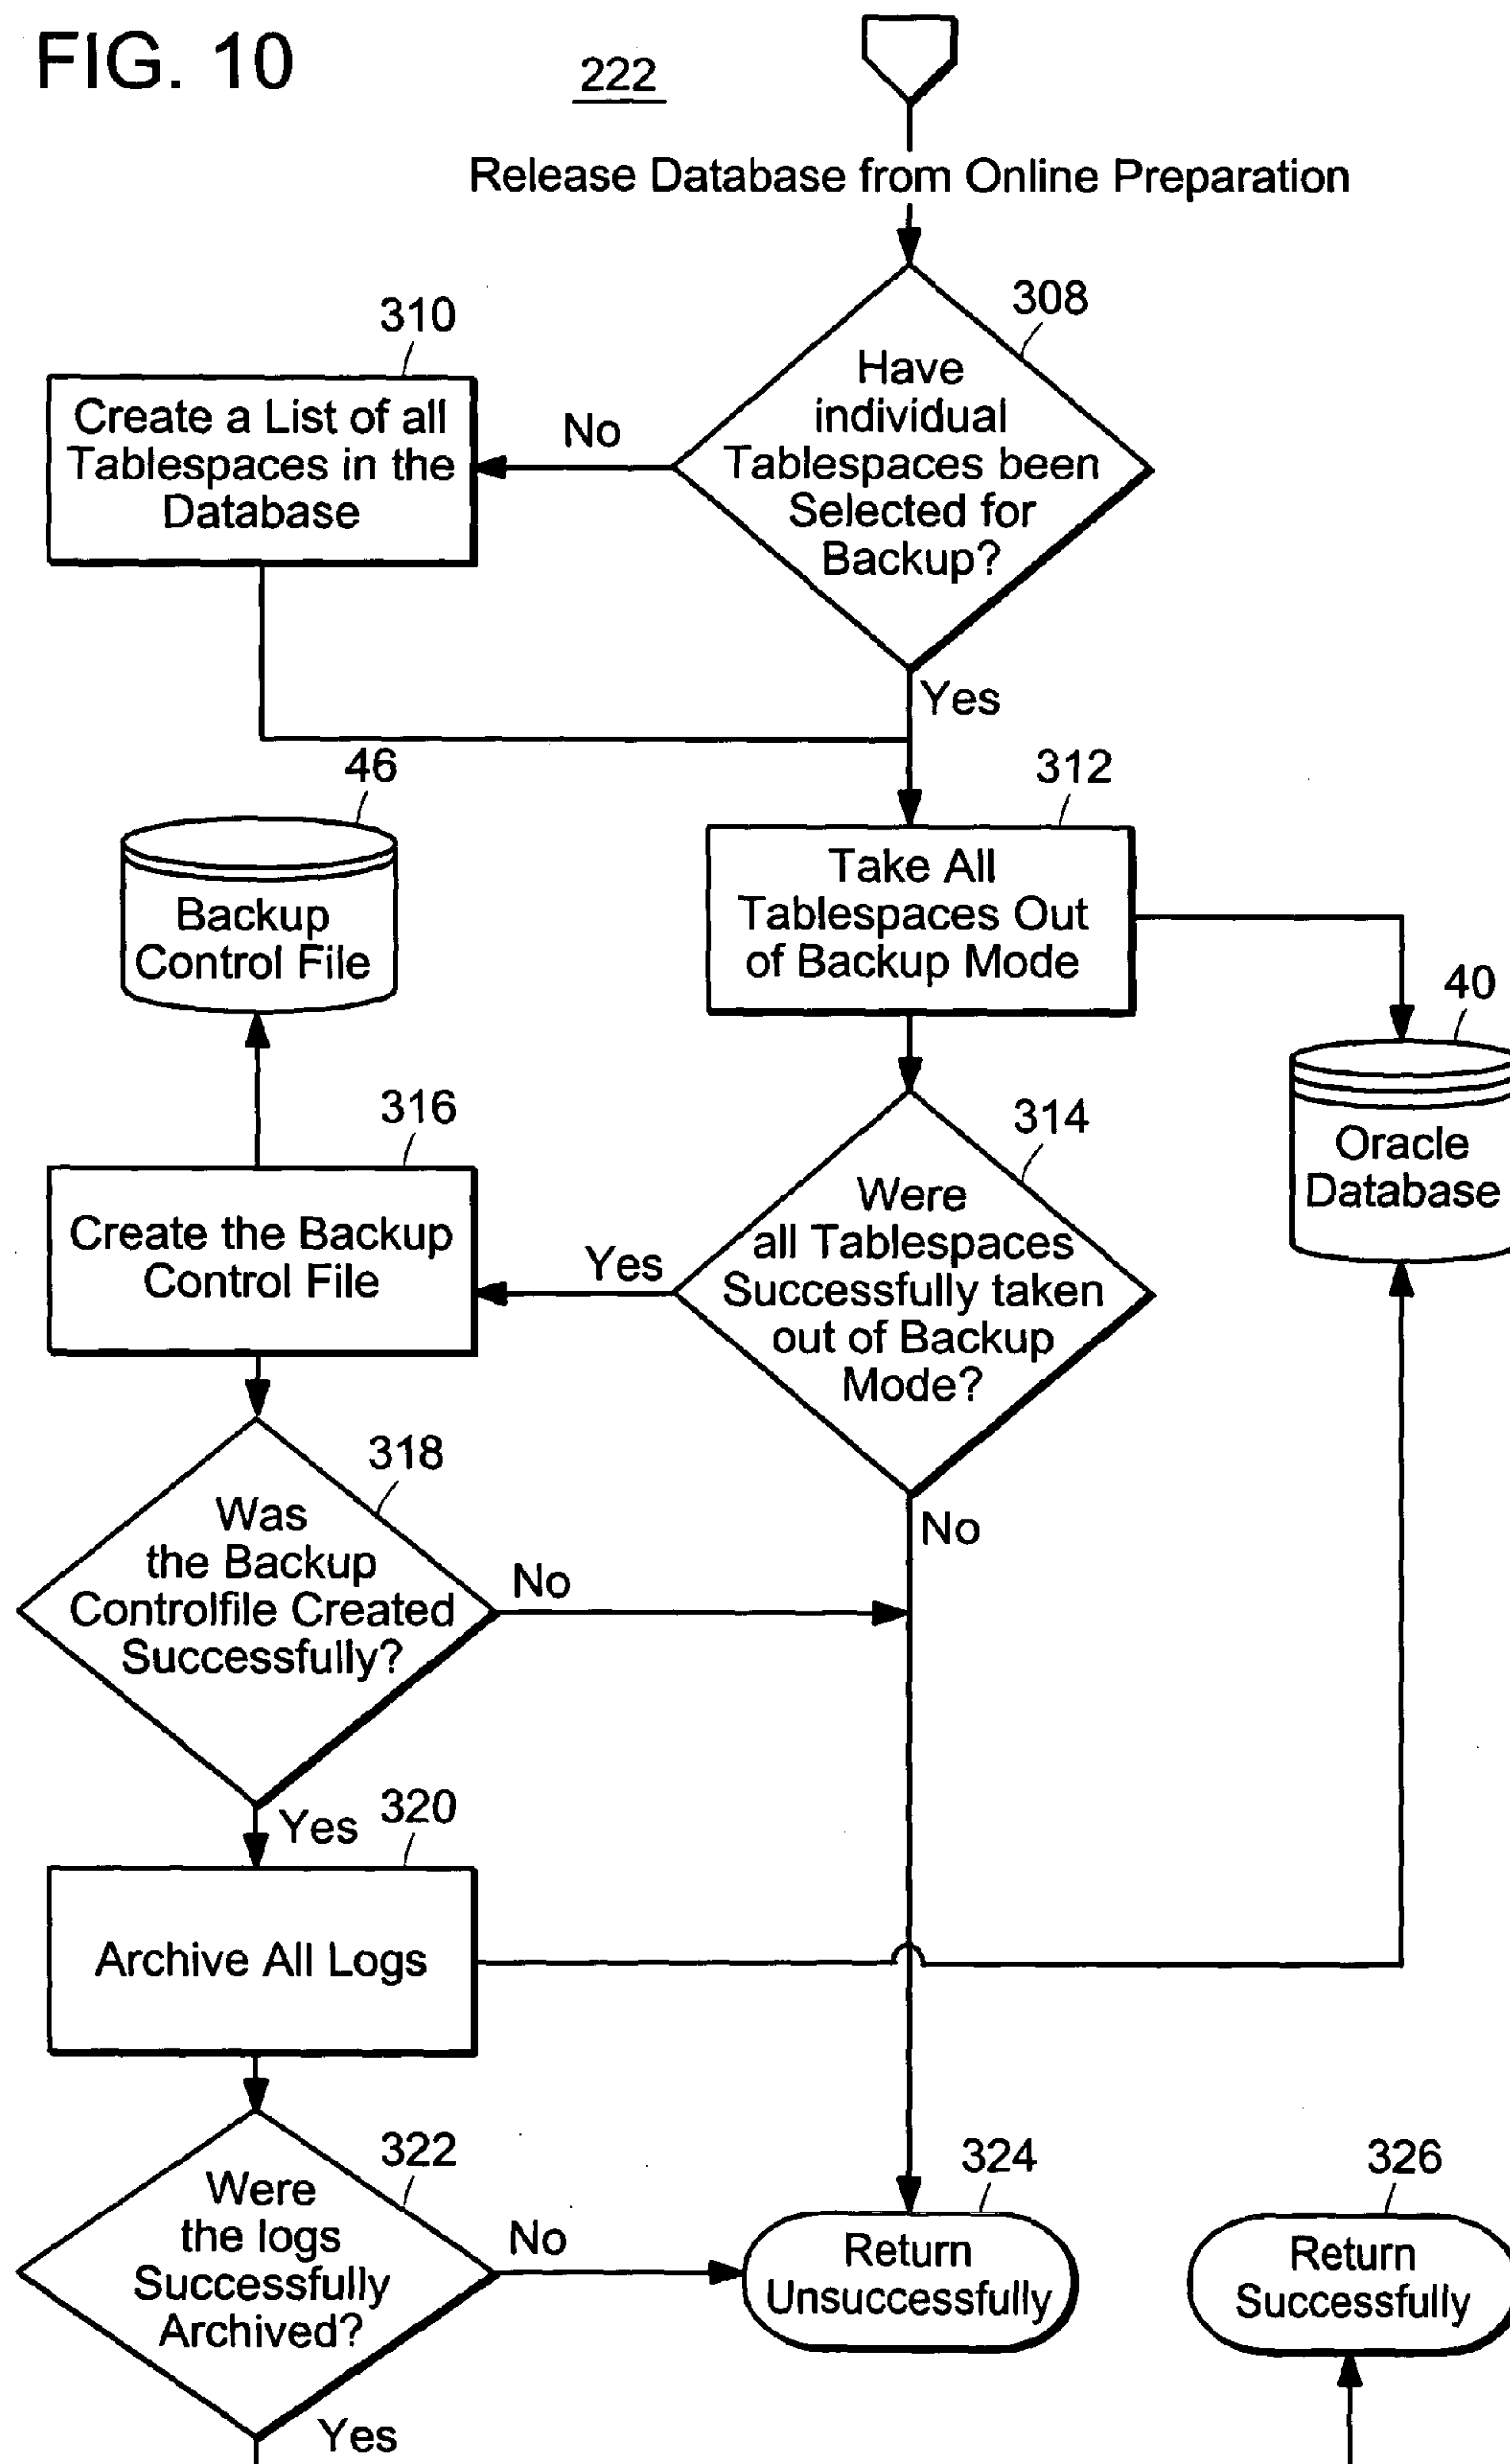 FIG. 10
222
Release Database from Online Preparation
308
Have
individual
Tablespaces been
Selected for
Backup?
No
310
Create a List of all
Tablespaces in the
Database
Yes
46
Backup
Control File
312
Take All
Tablespaces Out
of Backup Mode
40
Oracle
Database
316
Create the Backup
Control File
314
Were
all Tablespaces
Successfully taken
out of Backup
Mode?
Yes
No
318
Was
the Backup
Controlfile Created
Successfully?
No
Yes
320
Archive All Logs
322
Were
the logs
Successfully
Archived?
No
324
Return
Unsuccessfully
326
Return
Successfully
Yes